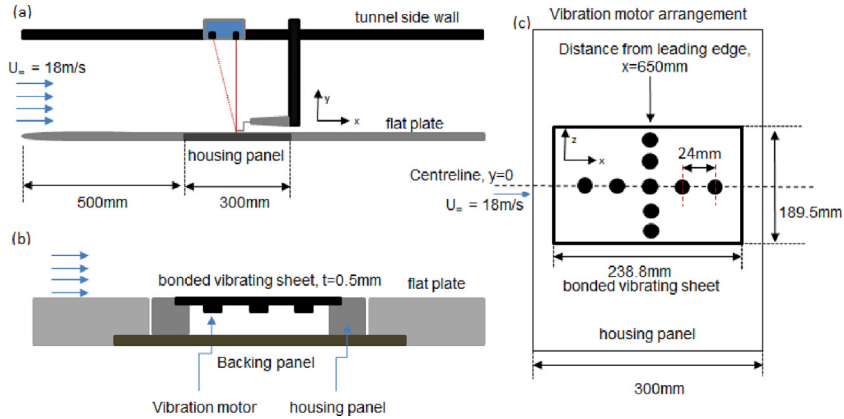 (a)
tunnel side wall
U∞ = 18m/s
y
x
flat plate
housing panel
500mm
300mm
(b)
bonded vibrating sheet, t=0.5mm
flat plate
Backing panel
Vibration motor
housing panel
(c)
Vibration motor arrangement
Distance from leading edge,
x=650mm
z
x
24mm
Centreline, y=0
U∞ = 18m/s
189.5mm
238.8mm
bonded vibrating sheet
housing panel
300mm